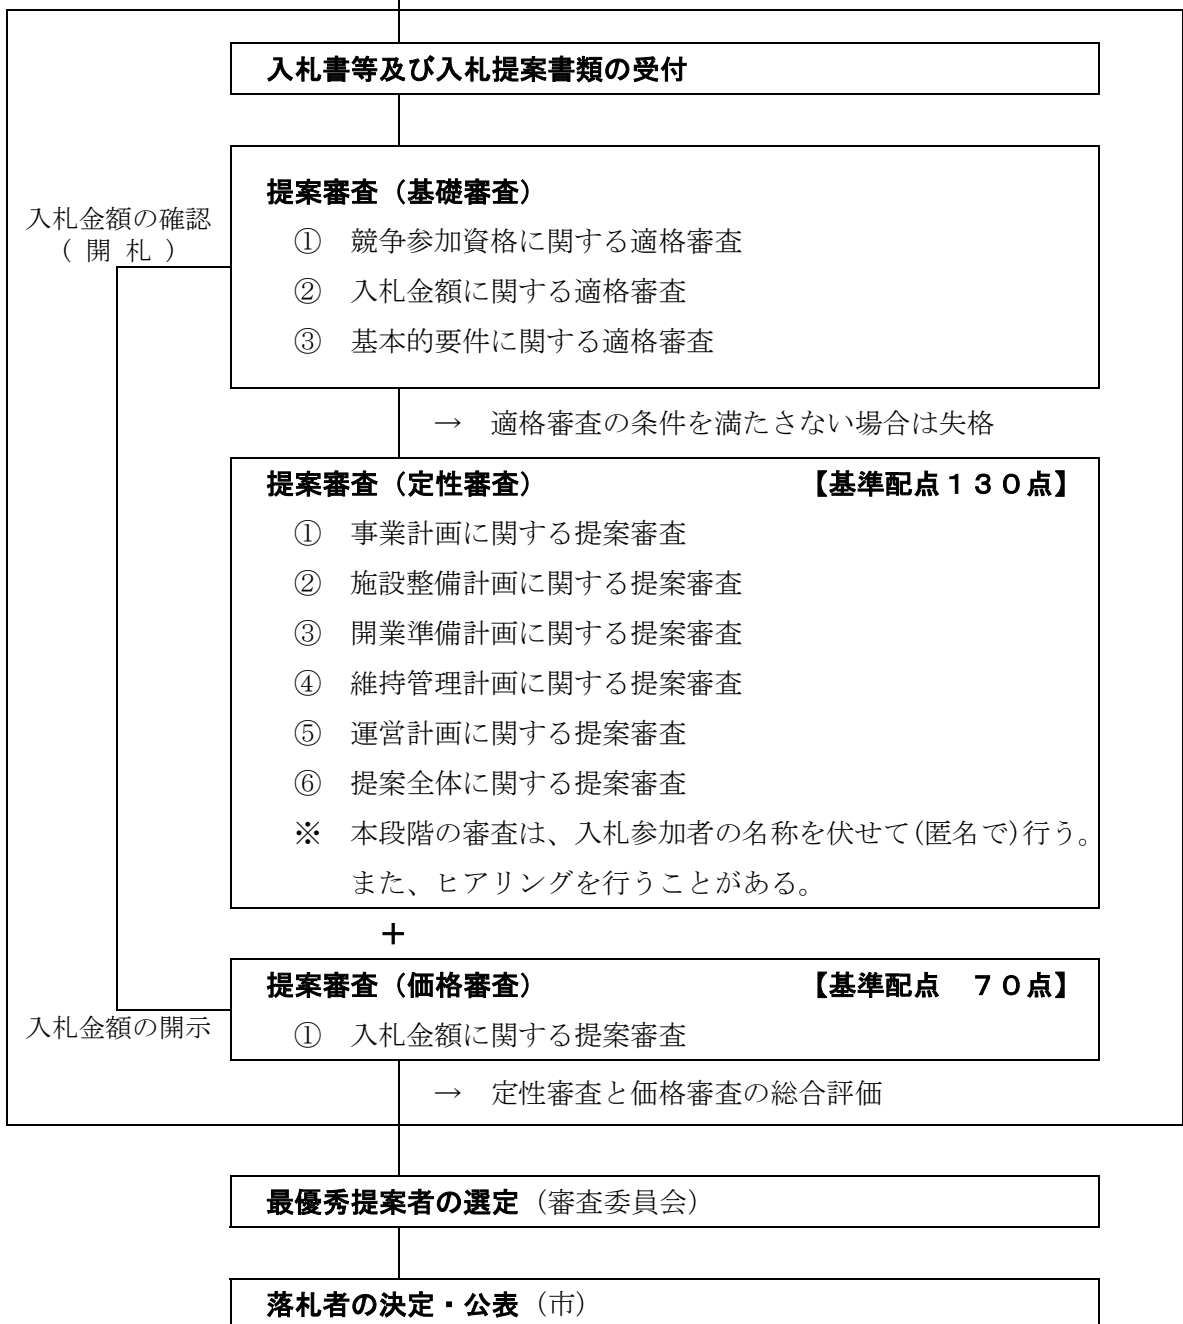 入札書等及び入札提案書類の受付
入札金額の確認
（ 開 札 ）
提案審査（基礎審査）
① 競争参加資格に関する適格審査
② 入札金額に関する適格審査
③ 基本的要件に関する適格審査
→ 適格審査の条件を満たさない場合は失格
提案審査（定性審査） 【基準配点１３０点】
① 事業計画に関する提案審査
② 施設整備計画に関する提案審査
③ 開業準備計画に関する提案審査
④ 維持管理計画に関する提案審査
⑤ 運営計画に関する提案審査
⑥ 提案全体に関する提案審査
※ 本段階の審査は、入札参加者の名称を伏せて(匿名で)行う。
また、ヒアリングを行うことがある。
＋
提案審査（価格審査） 【基準配点　７０点】
入札金額の開示
① 入札金額に関する提案審査
→ 定性審査と価格審査の総合評価
最優秀提案者の選定（審査委員会）
落札者の決定・公表（市）